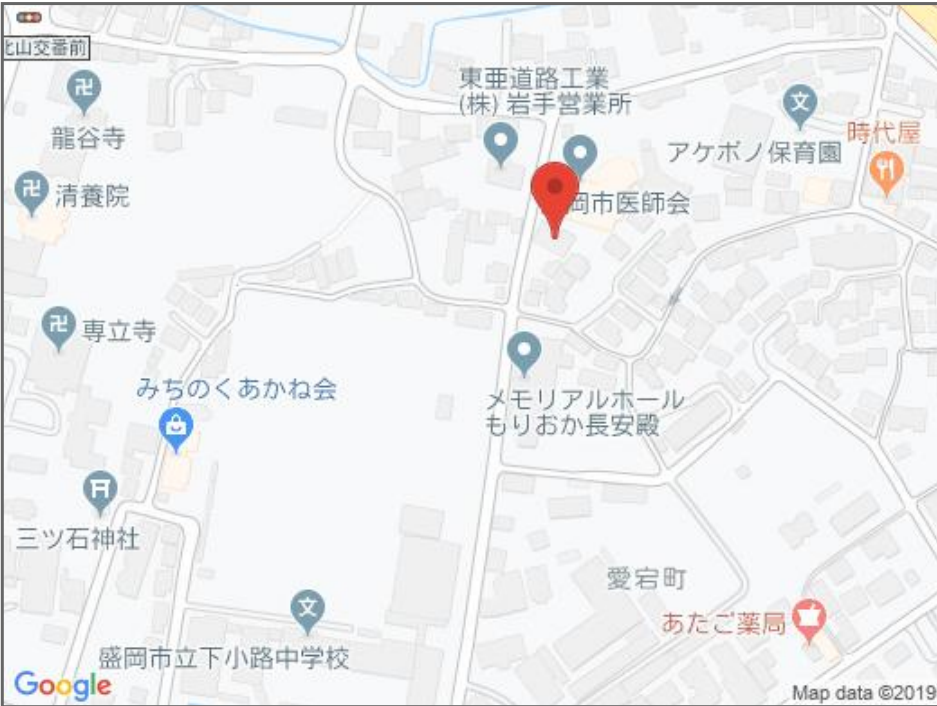 北山交番前
東亜道路工業
(株) 岩手営業所
龍谷寺
アケボノ保育園
時代屋
清養院
岡市医師会
専立寺
みちのくあかね会
メモリアルホール
もりおか長安殿
三ツ石神社
愛宕町
あたご薬局
盛岡市立下小路中学校
Google
Map data ©2019